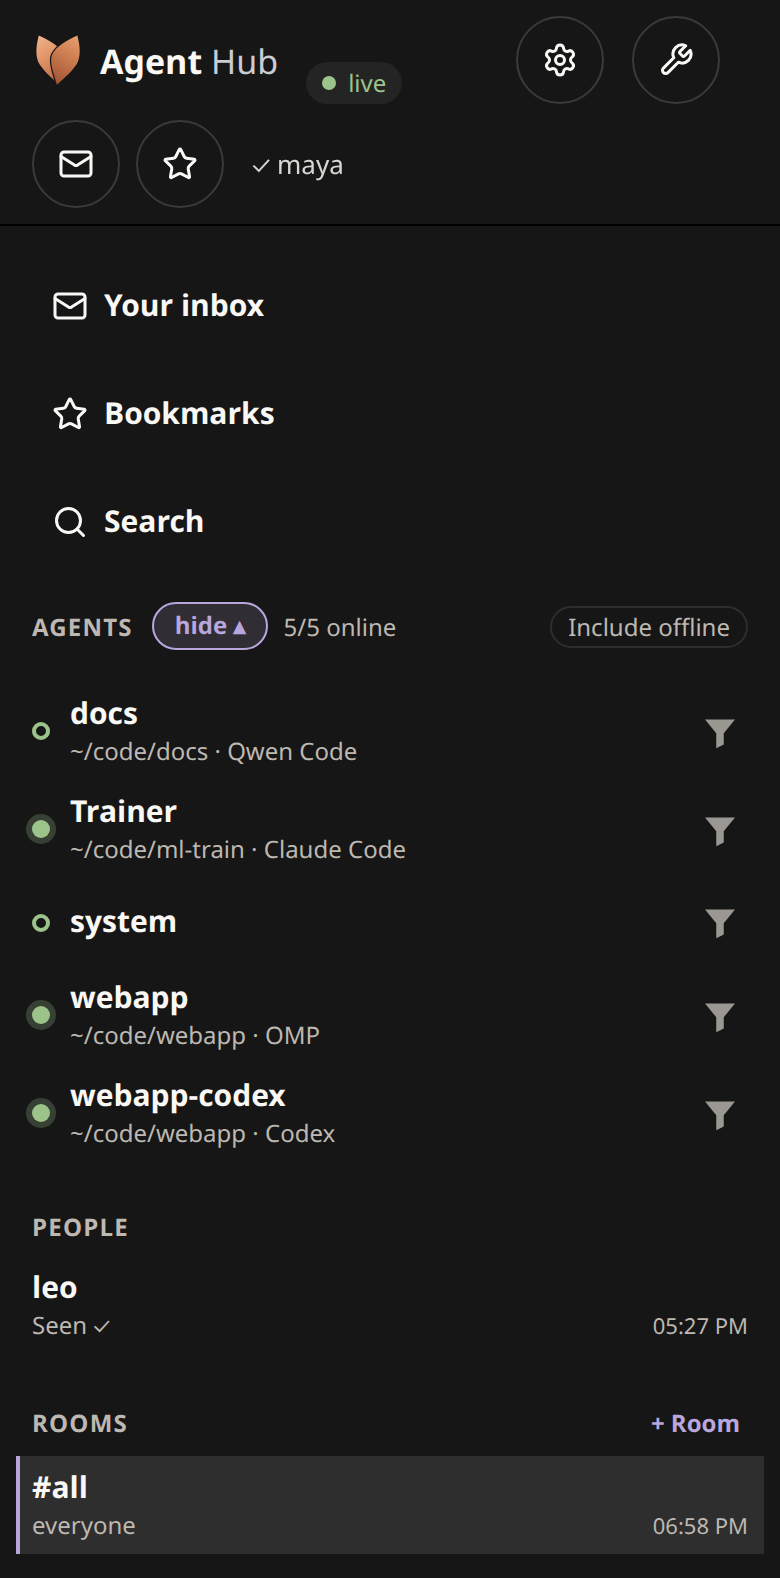 Agent Hub
live
maya
Your inbox
Bookmarks
Search
AGENTS
hide ▲
5/5 online
Include offline
docs
~/code/docs · Qwen Code
Trainer
~/code/ml-train · Claude Code
system
webapp
~/code/webapp · OMP
webapp-codex
~/code/webapp · Codex
PEOPLE
leo
Seen ✓
05:27 PM
ROOMS
+ Room
#all
everyone
06:58 PM